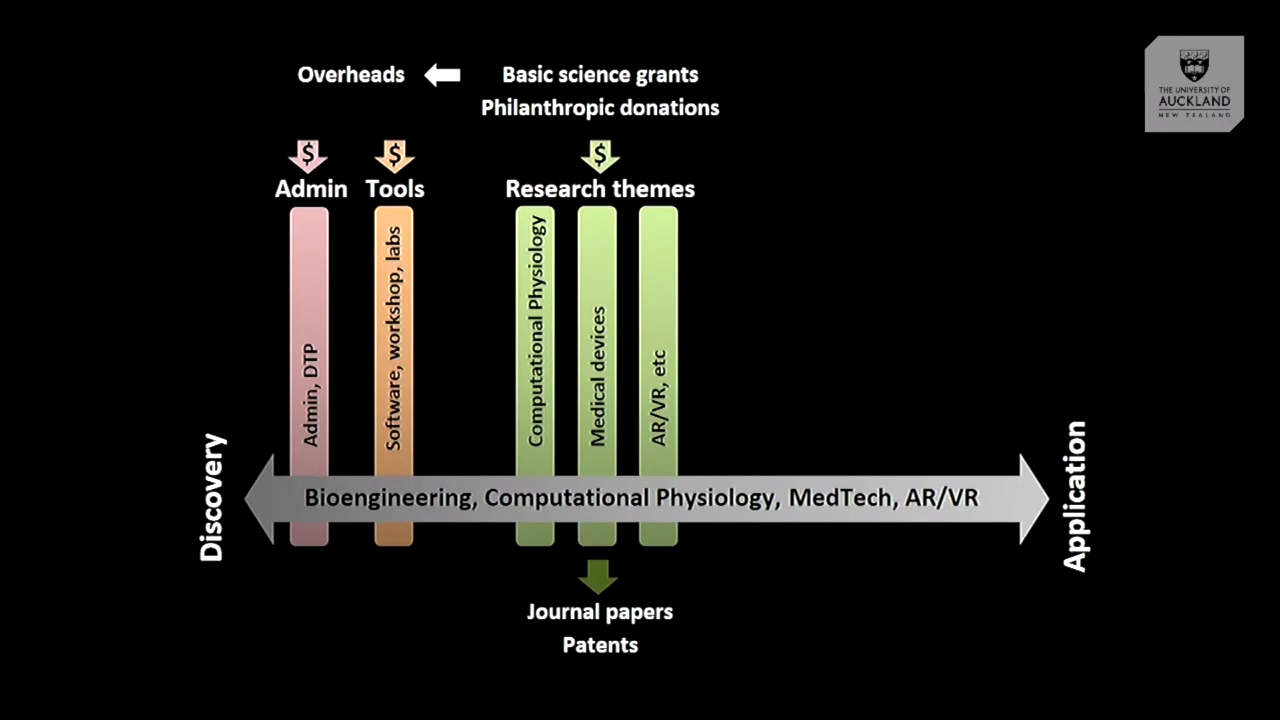 Overheads
Basic science grants
Philanthropic donations
THE UNIVERSITY OF
AUCKLAND
NEW ZEALAND
$
$
$
Admin
Tools
Research themes
Admin, DTP
Software, workshop, labs
Computational Physiology
Medical devices
AR/VR, etc
Discovery
Bioengineering, Computational Physiology, MedTech, AR/VR
Application
Journal papers
Patents